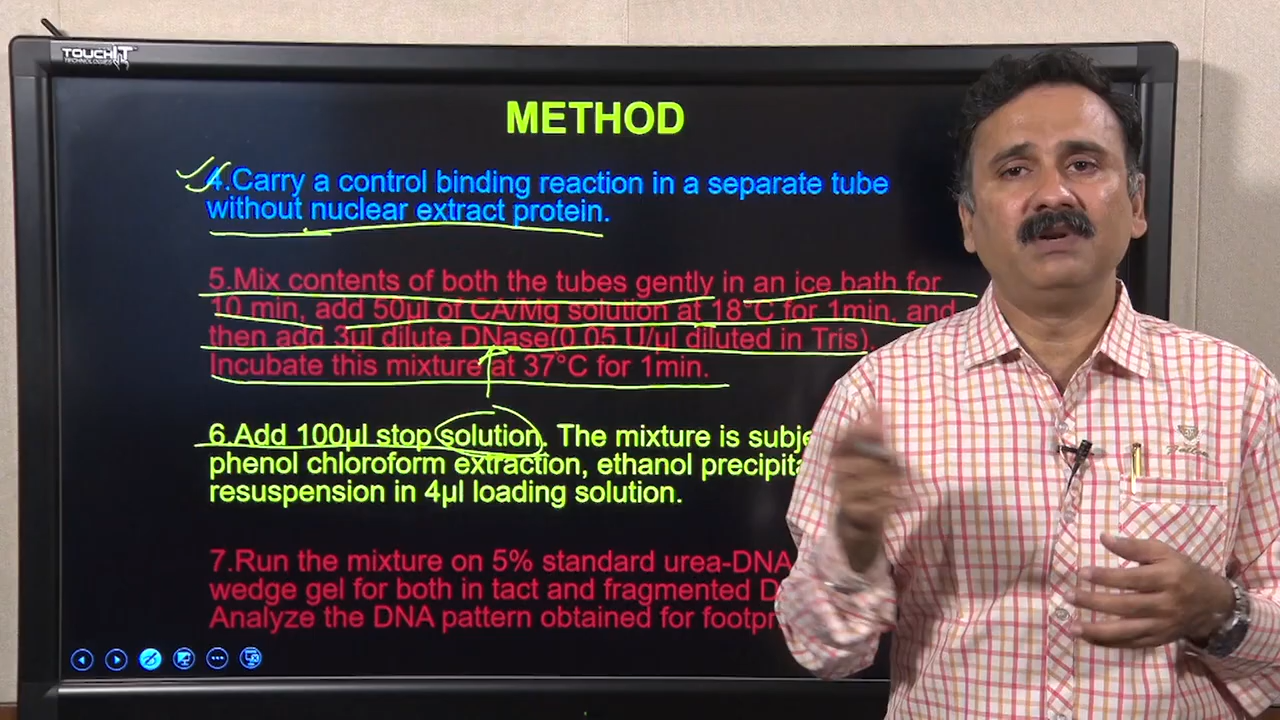 TOUCHIT
TECHNOLOGIES
METHOD
4.Carry a control binding reaction in a separate tube
without nuclear extract protein.
5.Mix contents of both the tubes gently in an ice bath for
10 min, add 50µl of CA/Mg solution at 18°C for 1min. and
then add 3µl dilute DNase(0.05 U/µl diluted in Tris).
Incubate this mixture at 37°C for 1min.
6.Add 100µl stop solution. The mixture is subje
phenol chloroform extraction, ethanol precipita
resuspension in 4µl loading solution.
7.Run the mixture on 5% standard urea-DNA
wedge gel for both in tact and fragmented D
Analyze the DNA pattern obtained for footpr